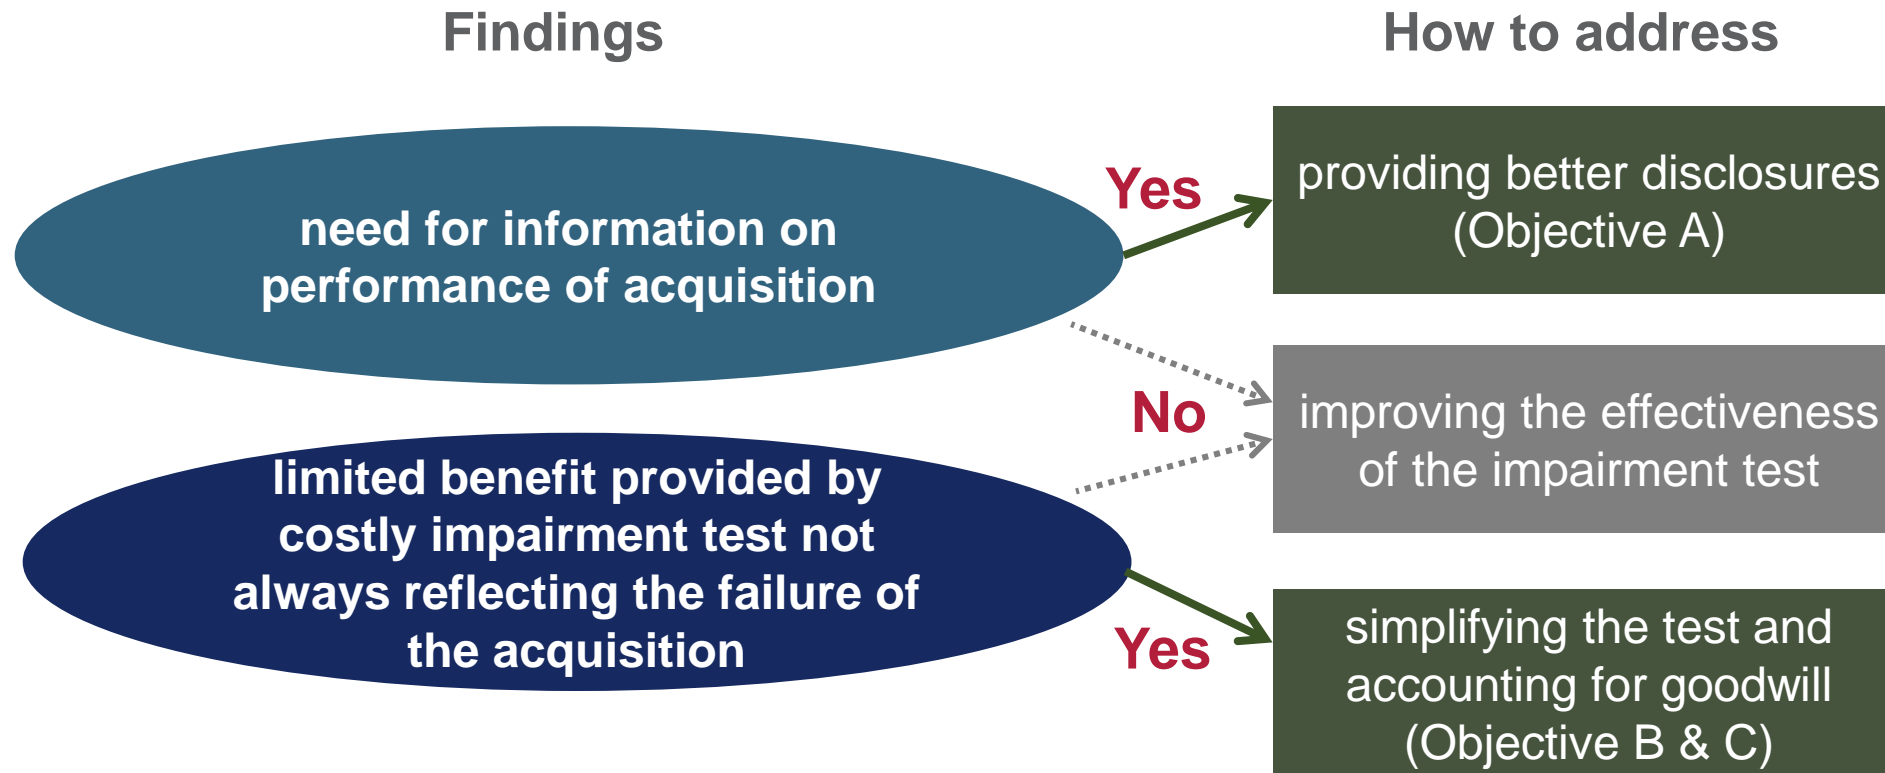 Findings
How to address
need for information on
performance of acquisition
Yes
providing better disclosures
(Objective A)
No
improving the effectiveness
of the impairment test
limited benefit provided by
costly impairment test not
always reflecting the failure of
the acquisition
Yes
simplifying the test and
accounting for goodwill
(Objective B & C)